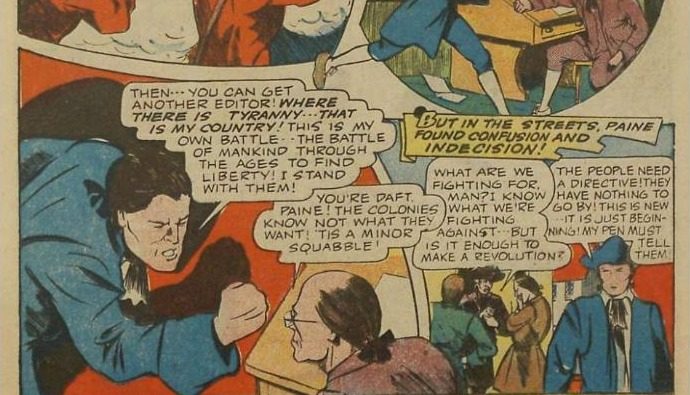 THEN---YOU CAN GET
ANOTHER EDITOR! WHERE
THERE IS TYRANNY---THAT
IS MY COUNTRY! THIS IS MY
OWN BATTLE--THE BATTLE
OF MANKIND THROUGH
THE AGES TO FIND
LIBERTY! I STAND
WITH THEM!
YOU'RE DAFT,
PAINE! THE COLONIES
KNOW NOT WHAT THEY
WANT! 'TIS A MINOR
SQUABBLE!
BUT IN THE STREETS, PAINE
FOUND CONFUSION AND
INDECISION!
WHAT ARE WE
FIGHTING FOR,
MAN? I KNOW
WHAT WE'RE
FIGHTING
AGAINST---BUT
IS IT ENOUGH TO
MAKE A REVOLUTION?
THE PEOPLE NEED
A DIRECTIVE! THEY
HAVE NOTHING TO
GO BY! THIS IS NEW
--IT IS JUST BEGIN-
NING! MY PEN MUST
TELL
THEM!